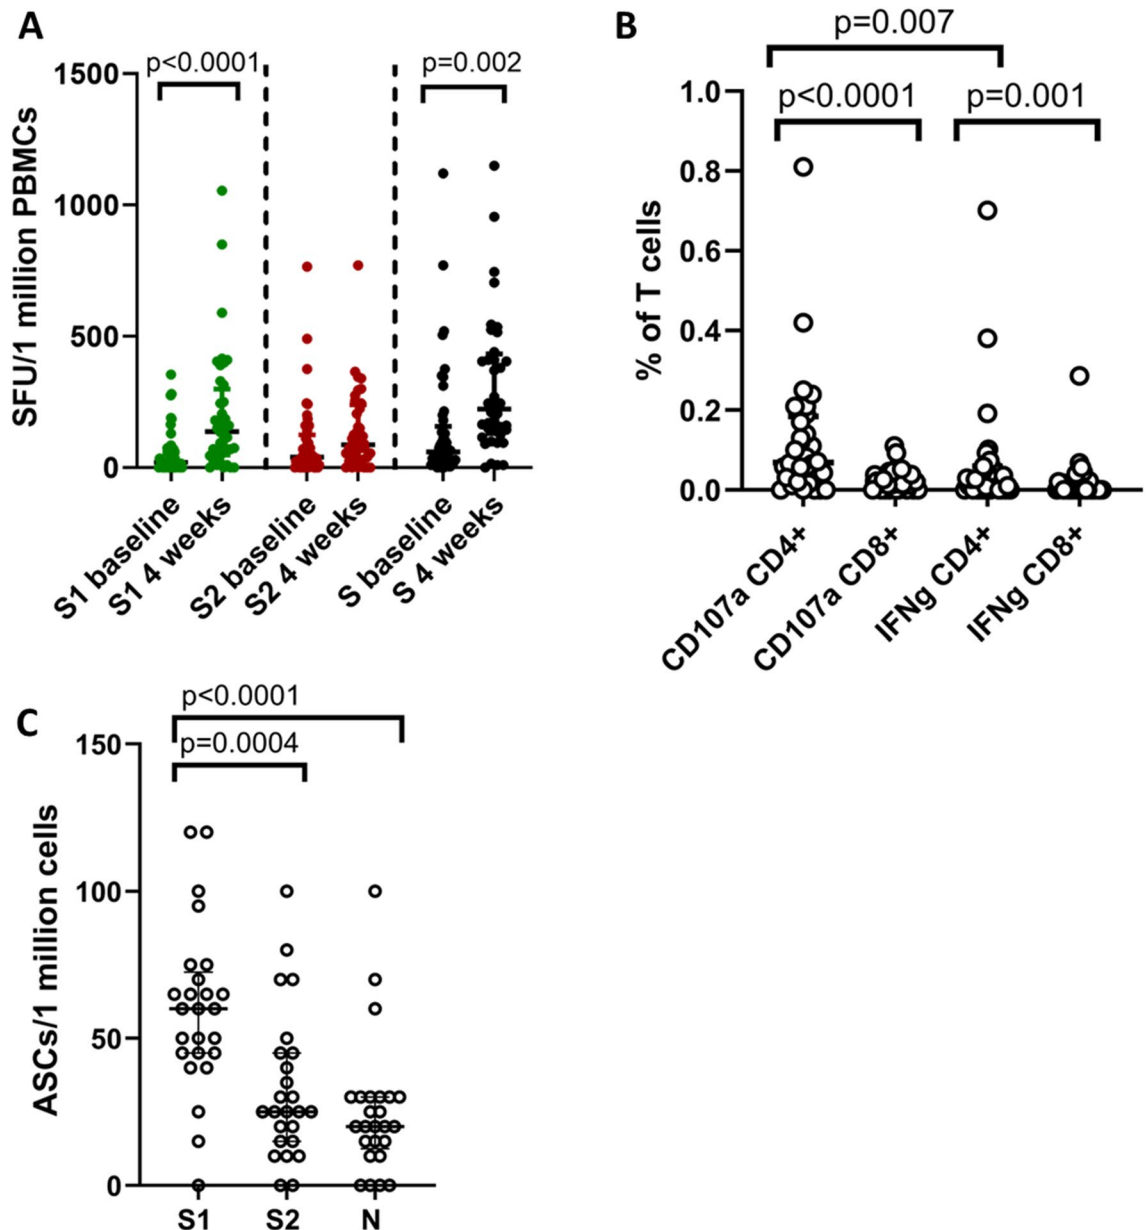 A
p<0.0001
p=0.002
1500
1000
500
0
SFU/1 million PBMCs
S1 baseline
S1 4 weeks
S2 baseline
S2 4 weeks
S baseline
S 4 weeks
B
p=0.007
p<0.0001
p=0.001
1.0
0.8
0.6
0.4
0.2
0.0
% of T cells
CD107a CD4+
CD107a CD8+
IFNg CD4+
IFNg CD8+
C
p<0.0001
p=0.0004
150
100
50
0
ASCs/1 million cells
S1
S2
N